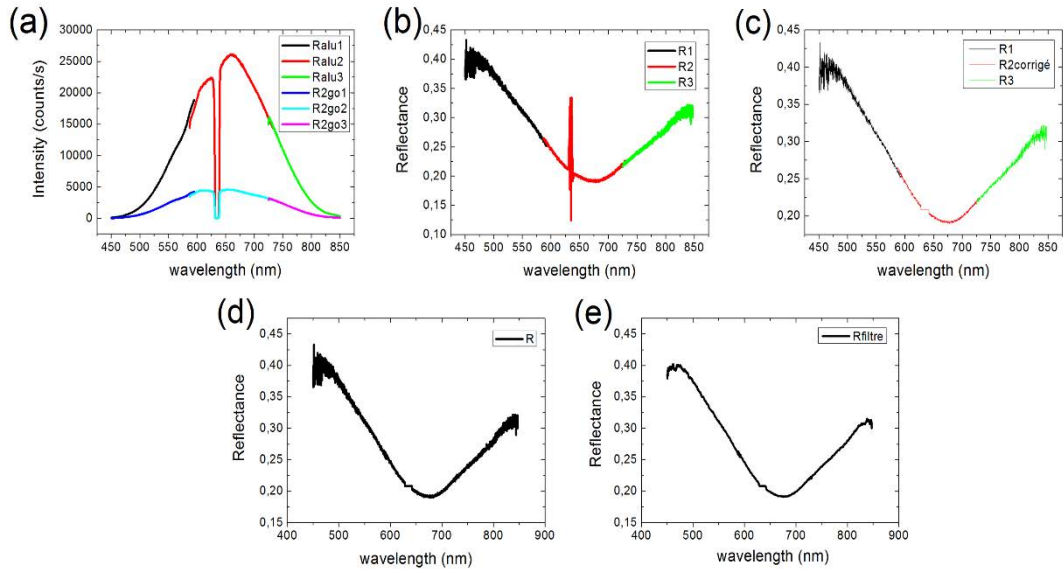 (a)
Intensity (counts/s)
30000
25000
20000
15000
10000
5000
0
450 500 550 600 650 700 750 800 850
wavelength (nm)
Ralu1
Ralu2
Ralu3
R2go1
R2go2
R2go3
(b)
Reflectance
0,45
0,40
0,35
0,30
0,25
0,20
0,15
0,10
450 500 550 600 650 700 750 800 850
wavelength (nm)
R1
R2
R3
(c)
Reflectance
0,45
0,40
0,35
0,30
0,25
0,20
450 500 550 600 650 700 750 800 850
wavelength (nm)
R1
R2corrigé
R3
(d)
Reflectance
0,45
0,40
0,35
0,30
0,25
0,20
0,15
400 500 600 700 800 900
wavelength (nm)
R
(e)
Reflectance
0,45
0,40
0,35
0,30
0,25
0,20
0,15
400 500 600 700 800 900
wavelength (nm)
Rfiltre